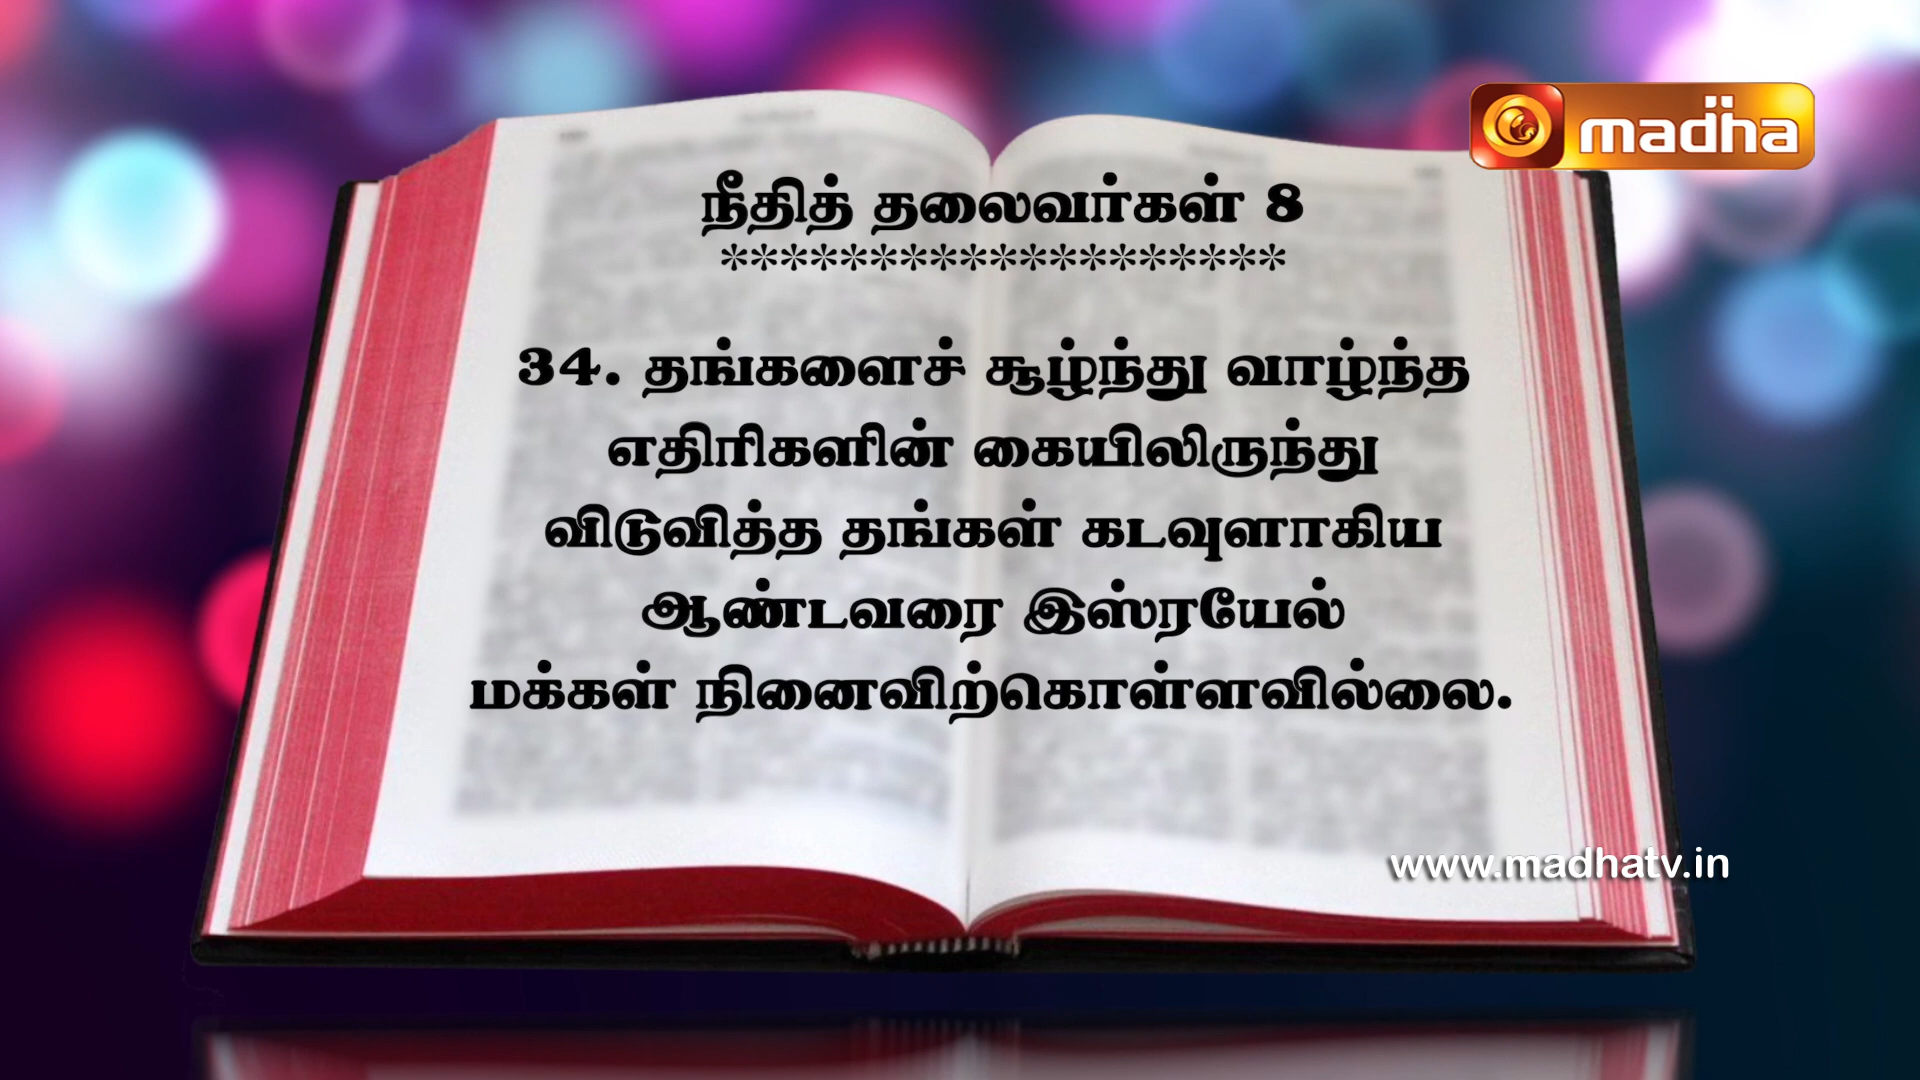 madha
நீதித் தலைவர்கள் 8
*******************
34. தங்களைச் சூழ்ந்து வாழ்ந்த
எதிரிகளின் கையிலிருந்து
விடுவித்த தங்கள் கடவுளாகிய
ஆண்டவரை இஸ்ரயேல்
மக்கள் நினைவிற்கொள்ளவில்லை.
www.madhatv.in